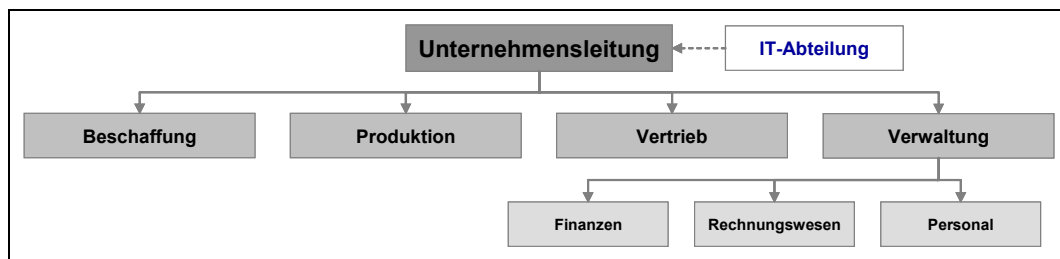 Unternehmensleitung
IT-Abteilung
Beschaffung
Produktion
Vertrieb
Verwaltung
Finanzen
Rechnungswesen
Personal